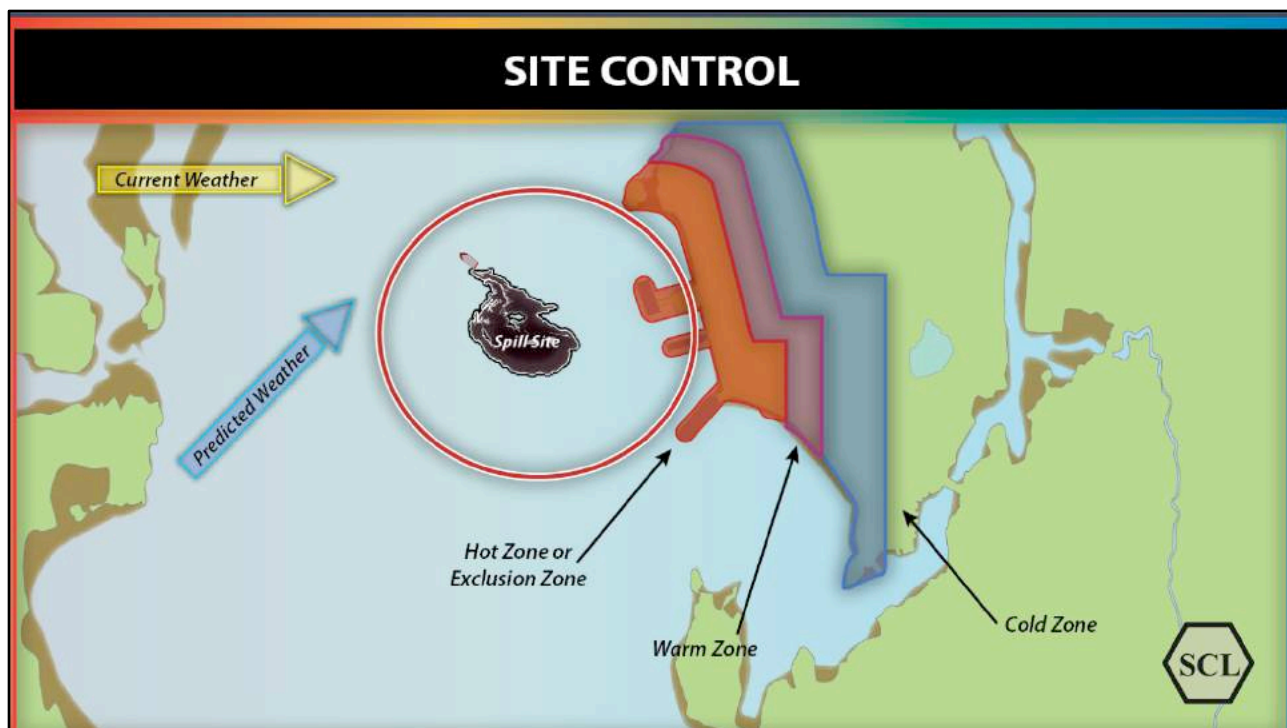 SITE CONTROL
Current Weather
Predicted Weather
Spill Site
Hot Zone or
Exclusion Zone
Warm Zone
Cold Zone
SCL